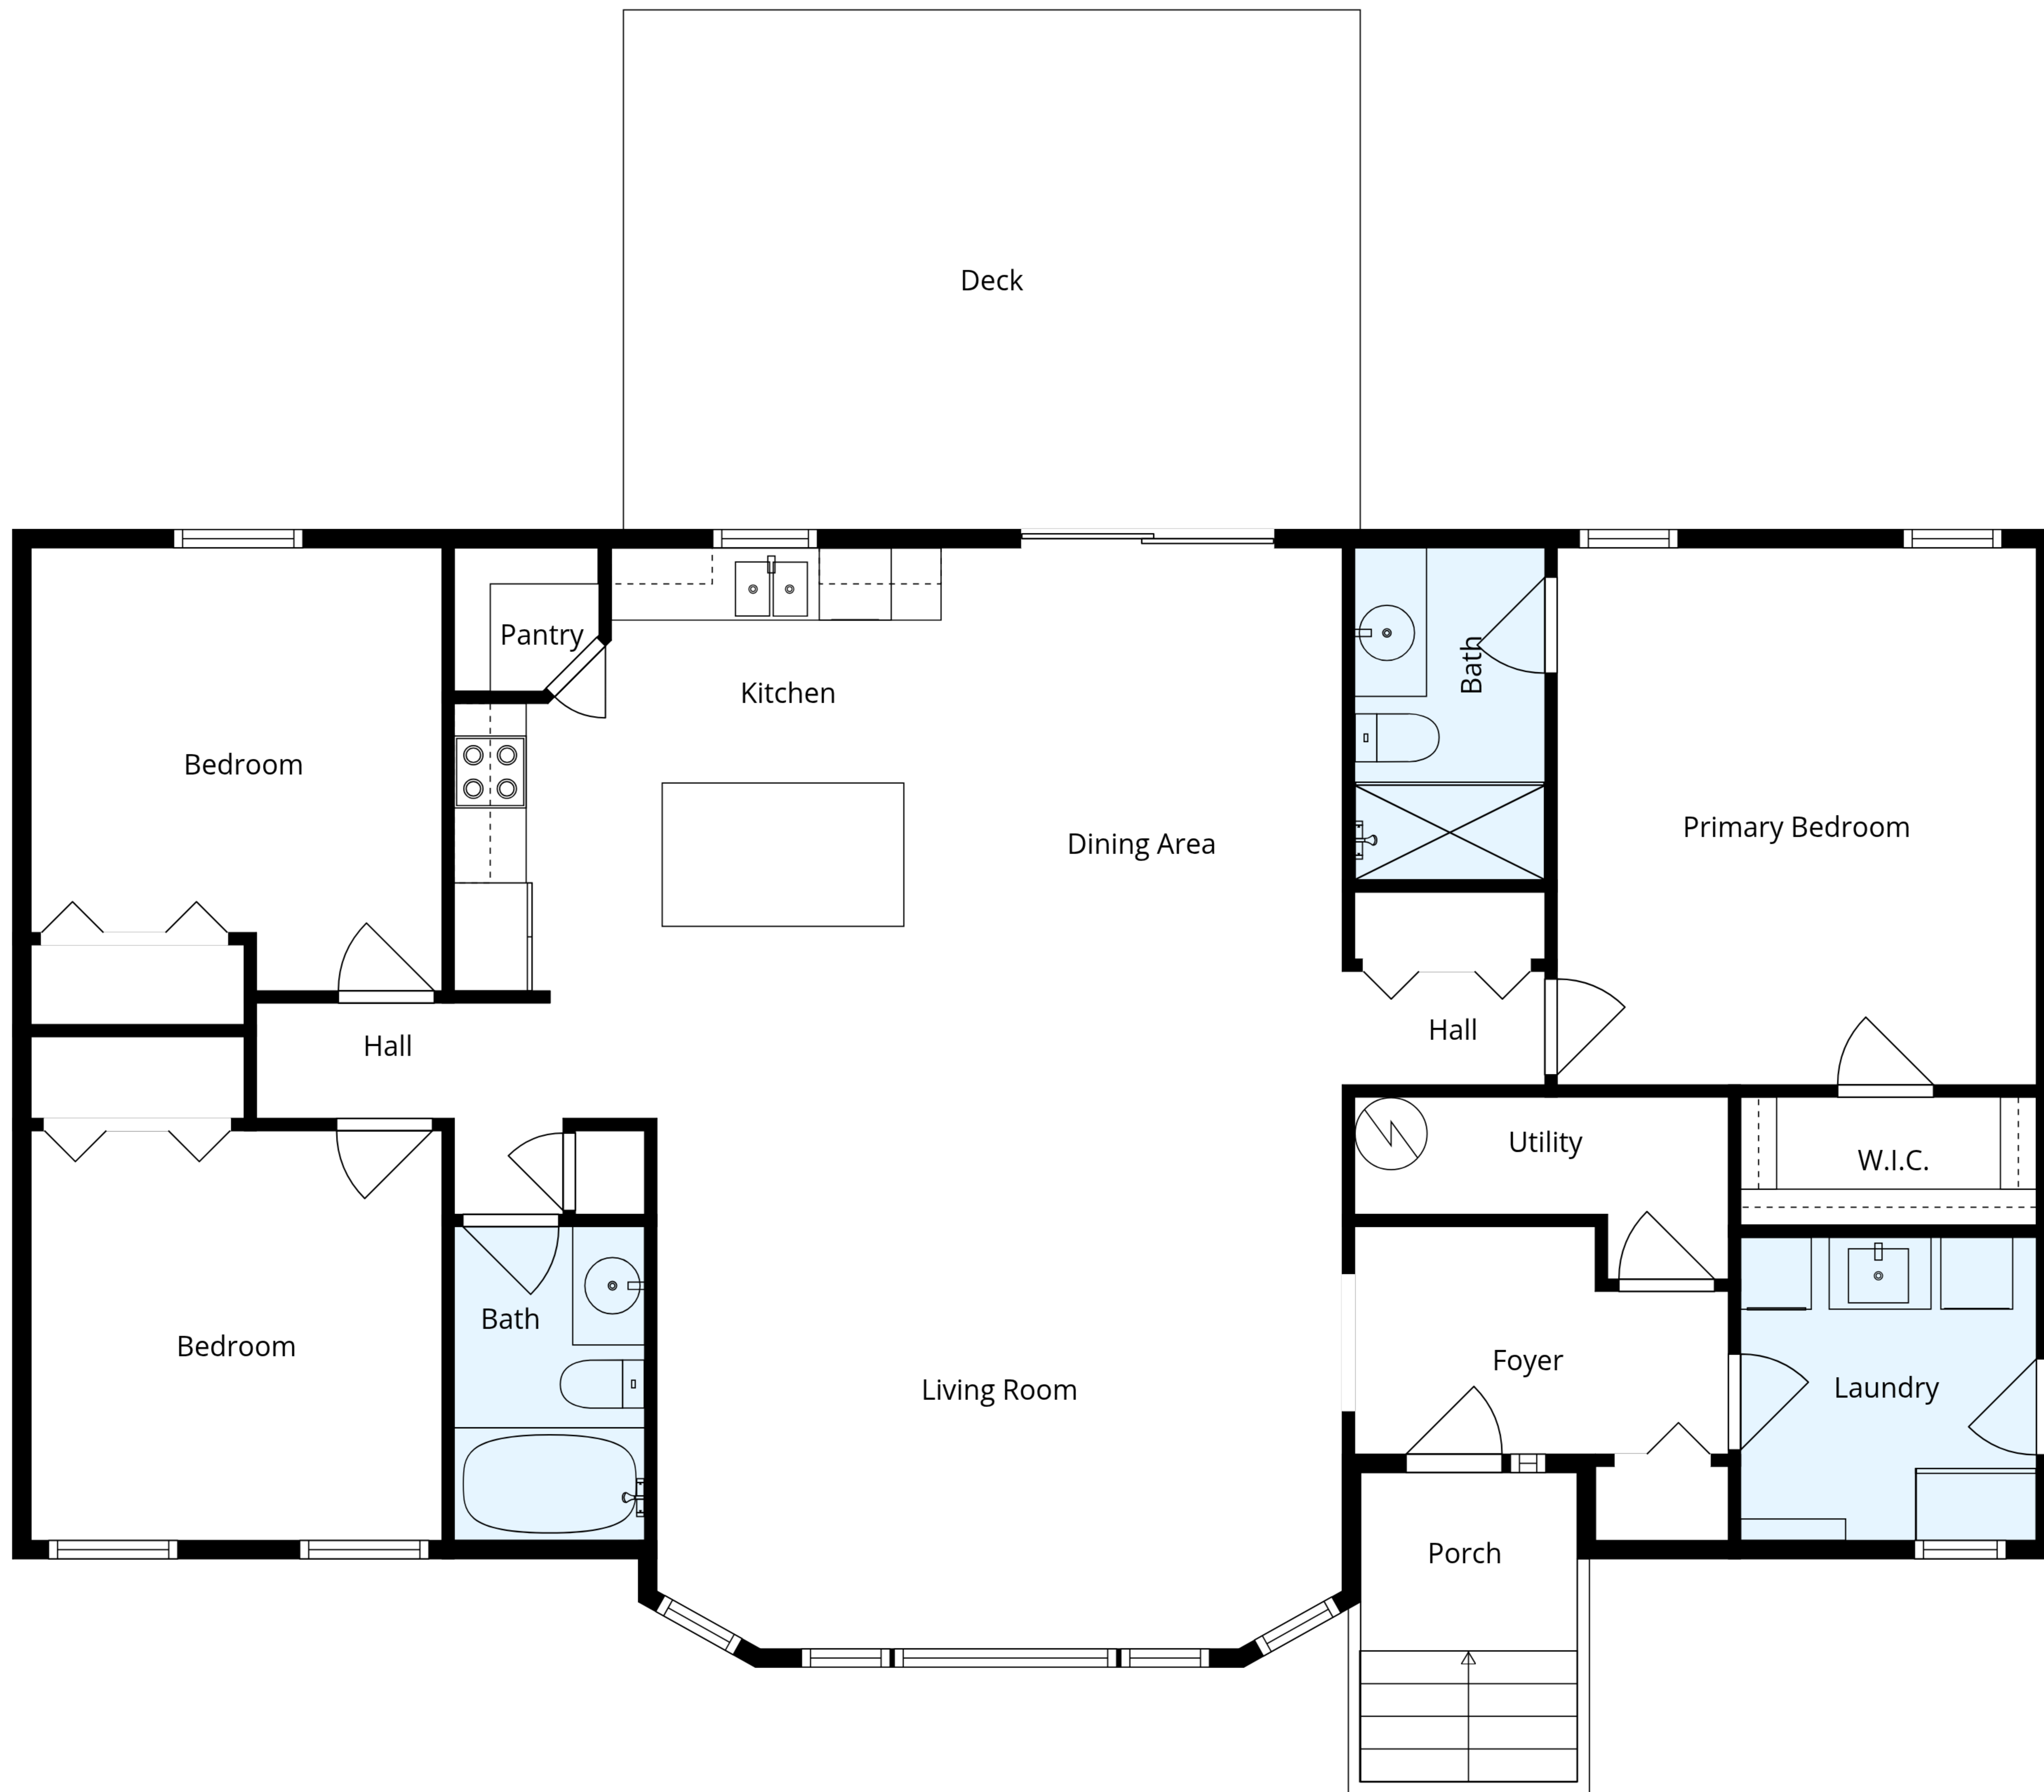 Deck
Pantry
Kitchen
Bath
Bedroom
Dining Area
Primary Bedroom
Hall
Hall
Utility
W.I.C.
Bath
Bedroom
Living Room
Foyer
Laundry
Porch